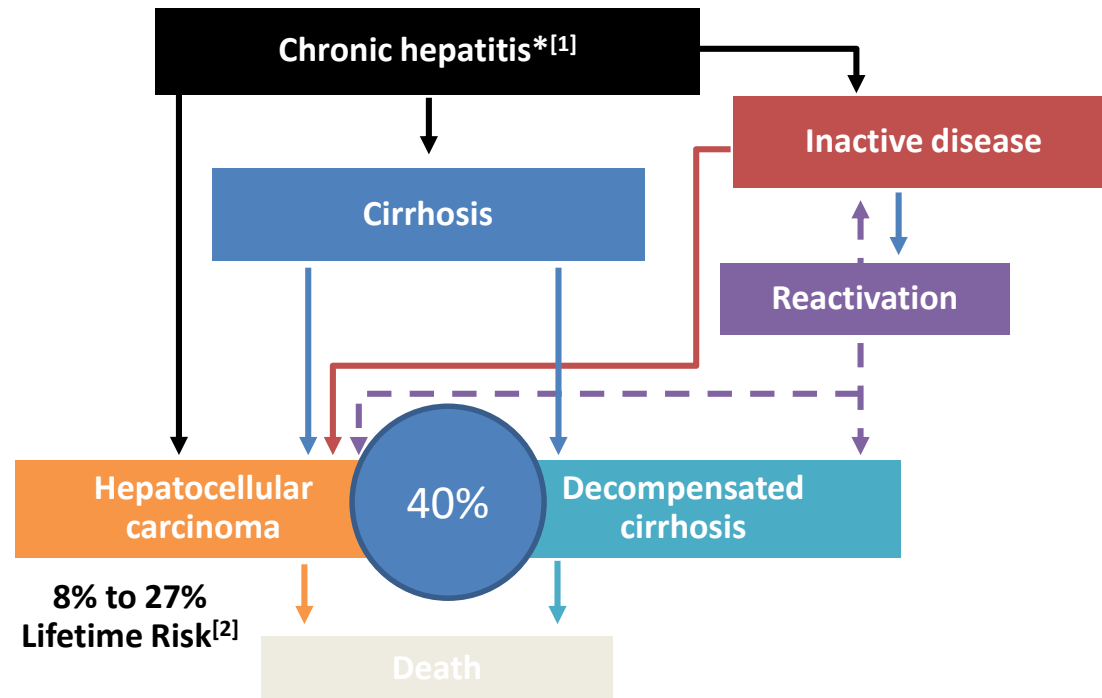 Chronic hepatitis*[1]
Inactive disease
Cirrhosis
Reactivation
Hepatocellular
carcinoma
40%
Decompensated
cirrhosis
8% to 27%
Lifetime Risk[2]
Death